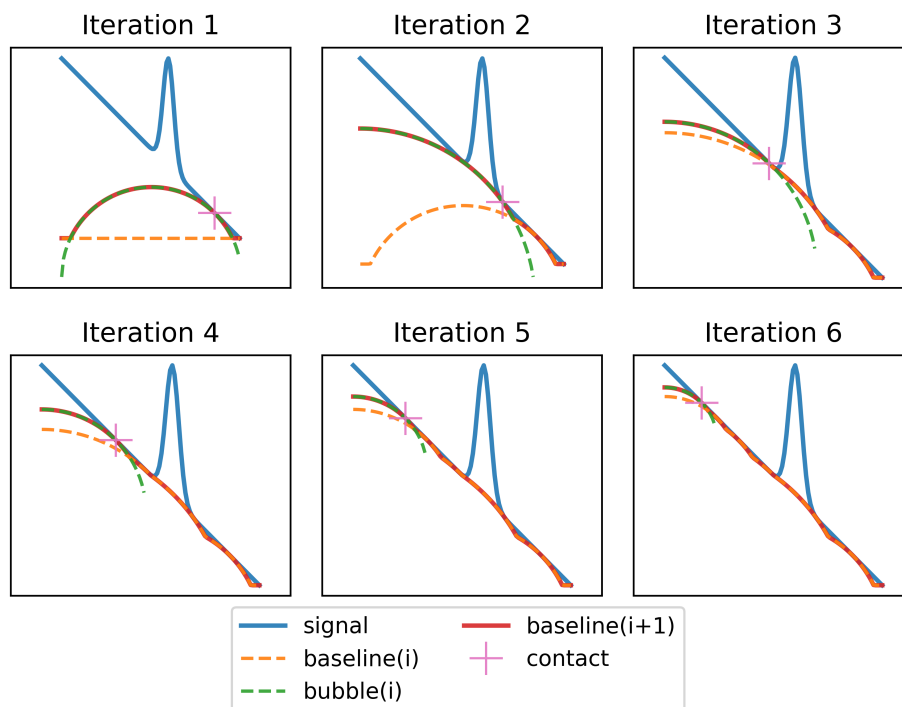 Iteration 1
Iteration 2
Iteration 3
Iteration 4
Iteration 5
Iteration 6
signal
baseline(i)
bubble(i)
baseline(i+1)
contact